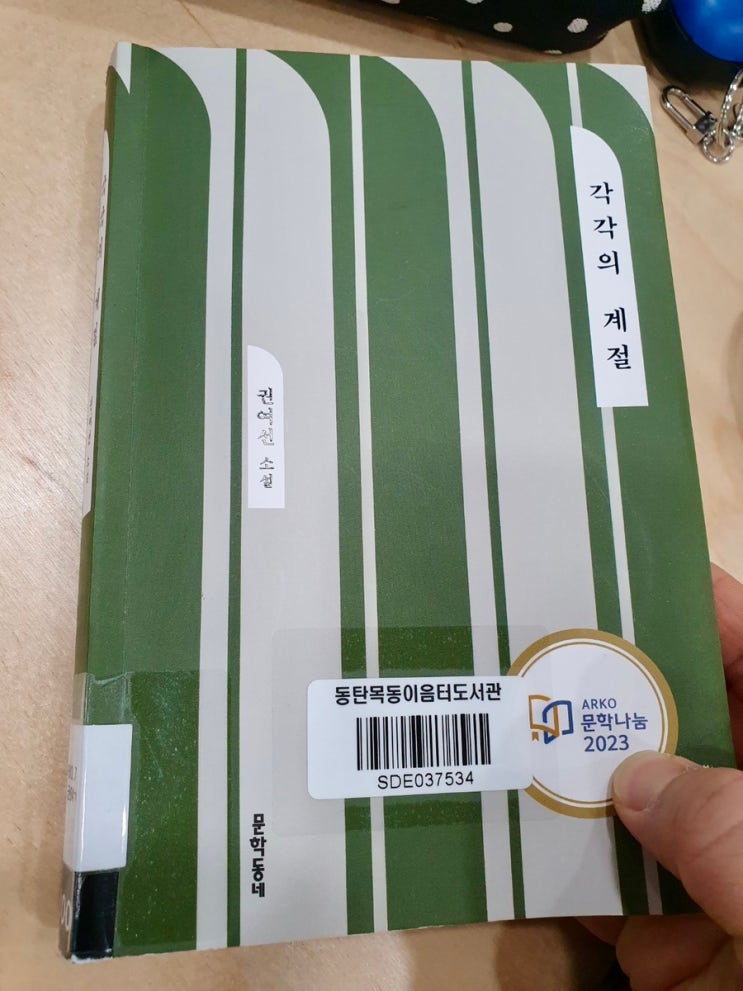 각각의 계절
권여선 소설
동탄목동이음터도서관
SDE037534
ARKO
문학나눔
2023
문학동네